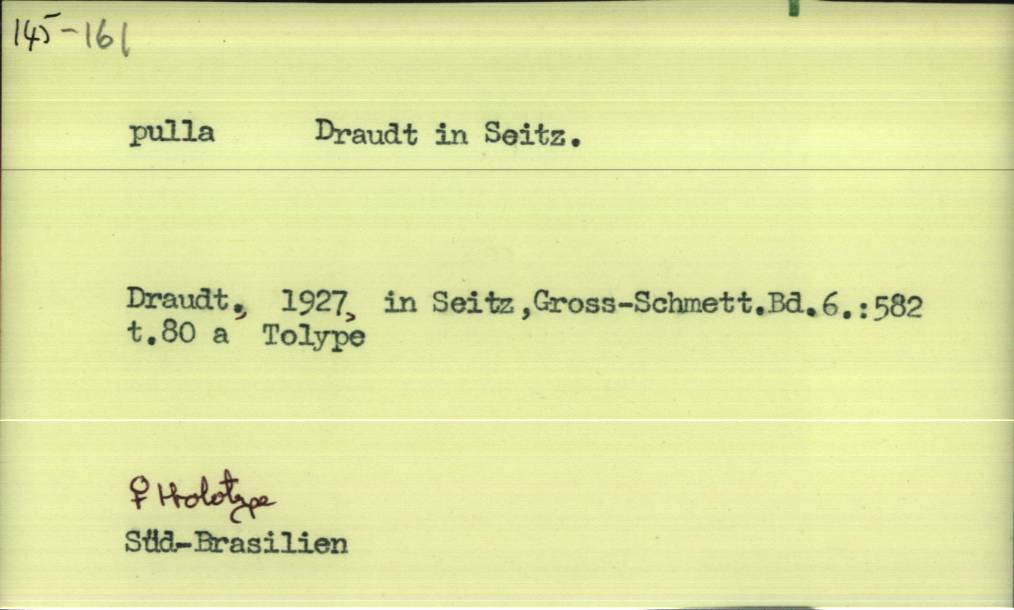 145-161
pulla Draudt in Seitz.
Draudt., 1927, in Seitz,Gross-Schmett.Bd.6.:582
t.80 a Tolype
♀ Holotype
Süd-Brasilien